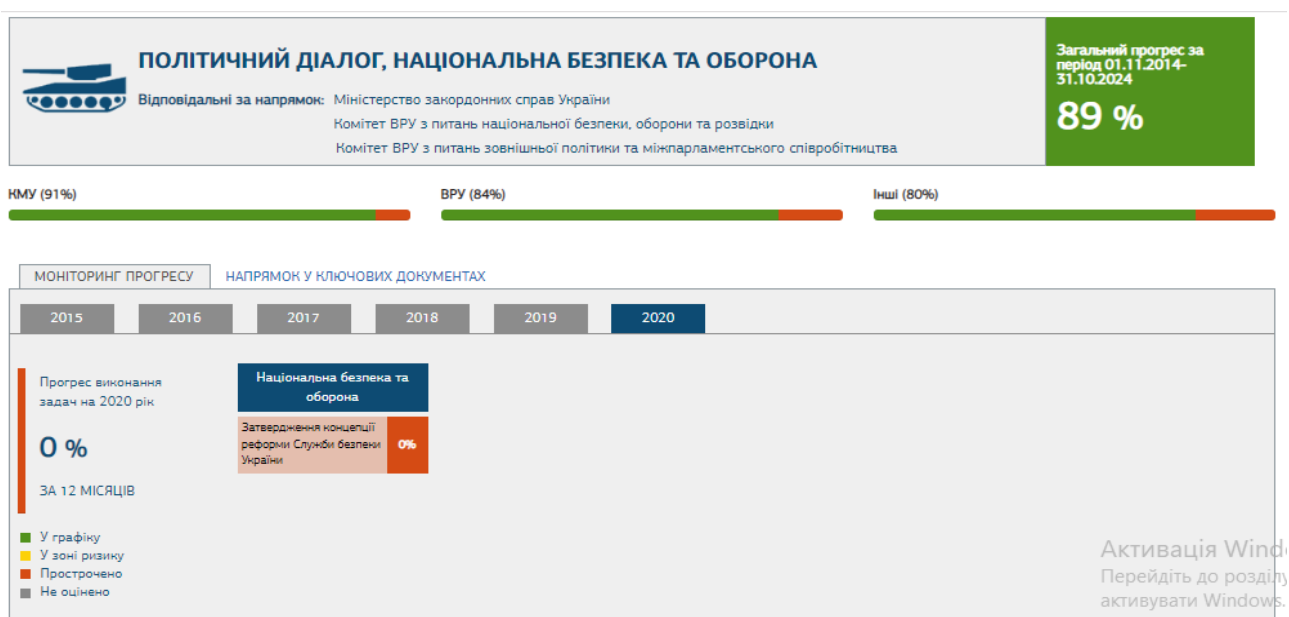 ПОЛІТИЧНИЙ ДІАЛОГ, НАЦІОНАЛЬНА БЕЗПЕКА ТА ОБОРОНА
Відповідальні за напрямок: Міністерство закордонних справ України
Комітет ВРУ з питань національної безпеки, оборони та розвідки
Комітет ВРУ з питань зовнішньої політики та міжпарламентського співробітництва
Загальний прогрес за
період 01.11.2014-
31.10.2024
89 %
КМУ (91%)
ВРУ (84%)
Інші (80%)
МОНІТОРИНГ ПРОГРЕСУ
НАПРЯМОК У КЛЮЧОВИХ ДОКУМЕНТАХ
2015
2016
2017
2018
2019
2020
Прогрес виконання
задач на 2020 рік
0 %
ЗА 12 МІСЯЦІВ
Національна безпека та
оборона
Затвердження концепції
реформи Служби безпеки
України
0%
У графіку
У зоні ризику
Прострочено
Не оцінено
Активація Windo
Перейдіть до розділу
активувати Windows.